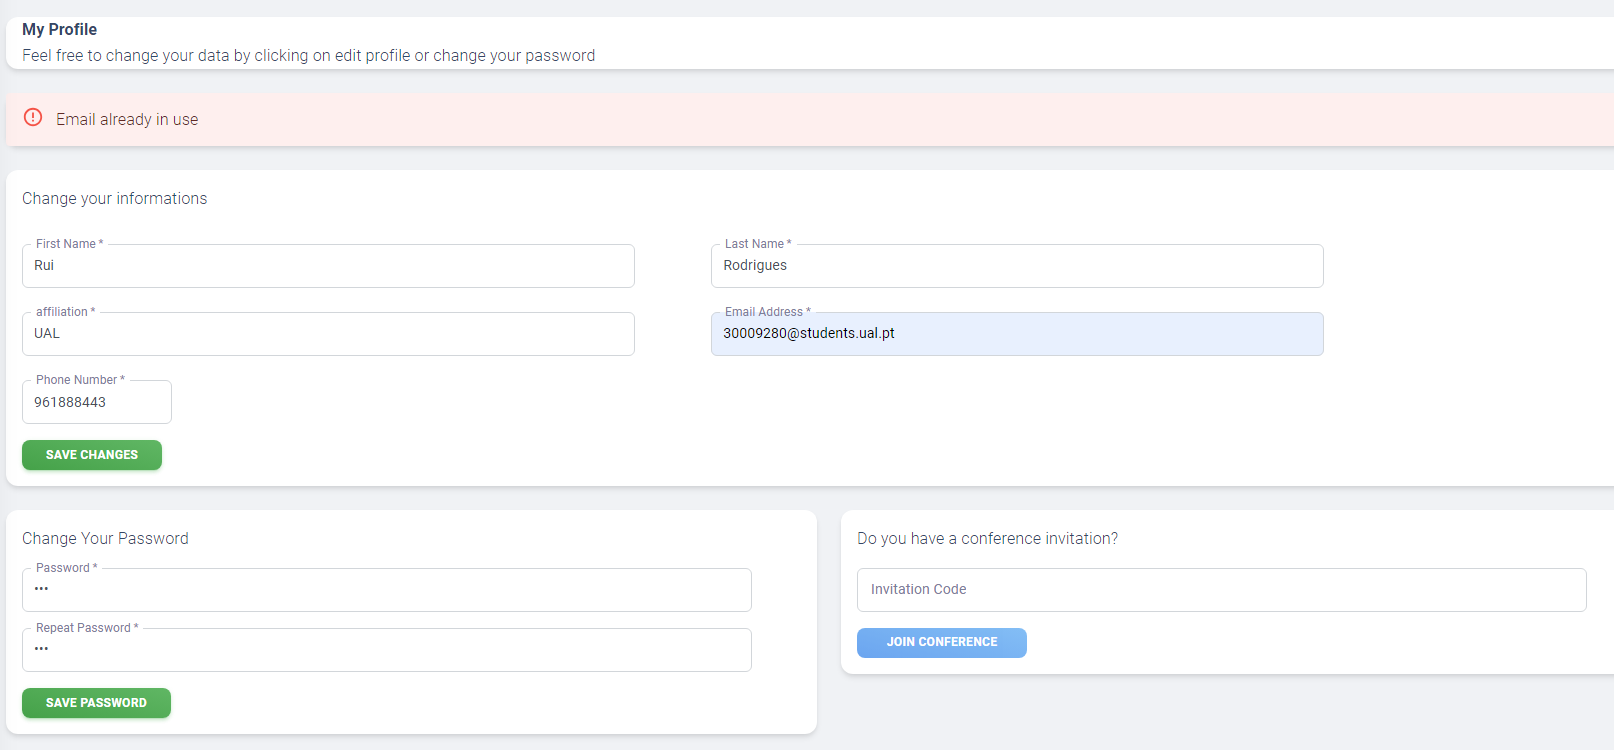 My Profile
Feel free to change your data by clicking on edit profile or change your password
Email already in use
Change your informations
First Name *
Rui
Last Name *
Rodrigues
affiliation *
UAL
Email Address *
30009280@students.ual.pt
Phone Number *
961888443
SAVE CHANGES
Change Your Password
Password *
•••
Repeat Password *
•••
SAVE PASSWORD
Do you have a conference invitation?
Invitation Code
JOIN CONFERENCE